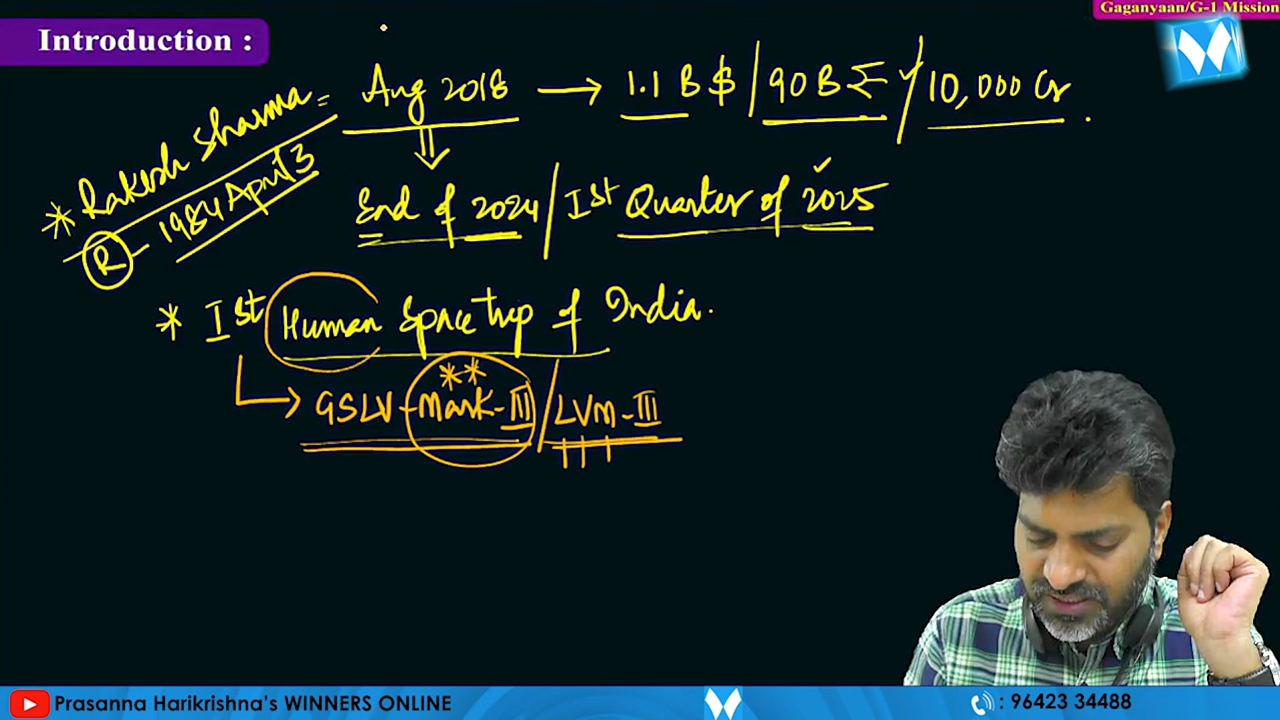 Gaganyaan/G-1 Mission
Introduction :
Aug 2018 → 1.1 B $ / 90 B ₹ / 10,000 Cr.
* Rakesh Sharma =
R - 1984 April 3
End of 2024 / Ist Quarter of 2025
* Ist Human Space trip of India.
→ GSLV - Mark - III / LVM - III
**
Prasanna Harikrishna's WINNERS ONLINE
: 96423 34488